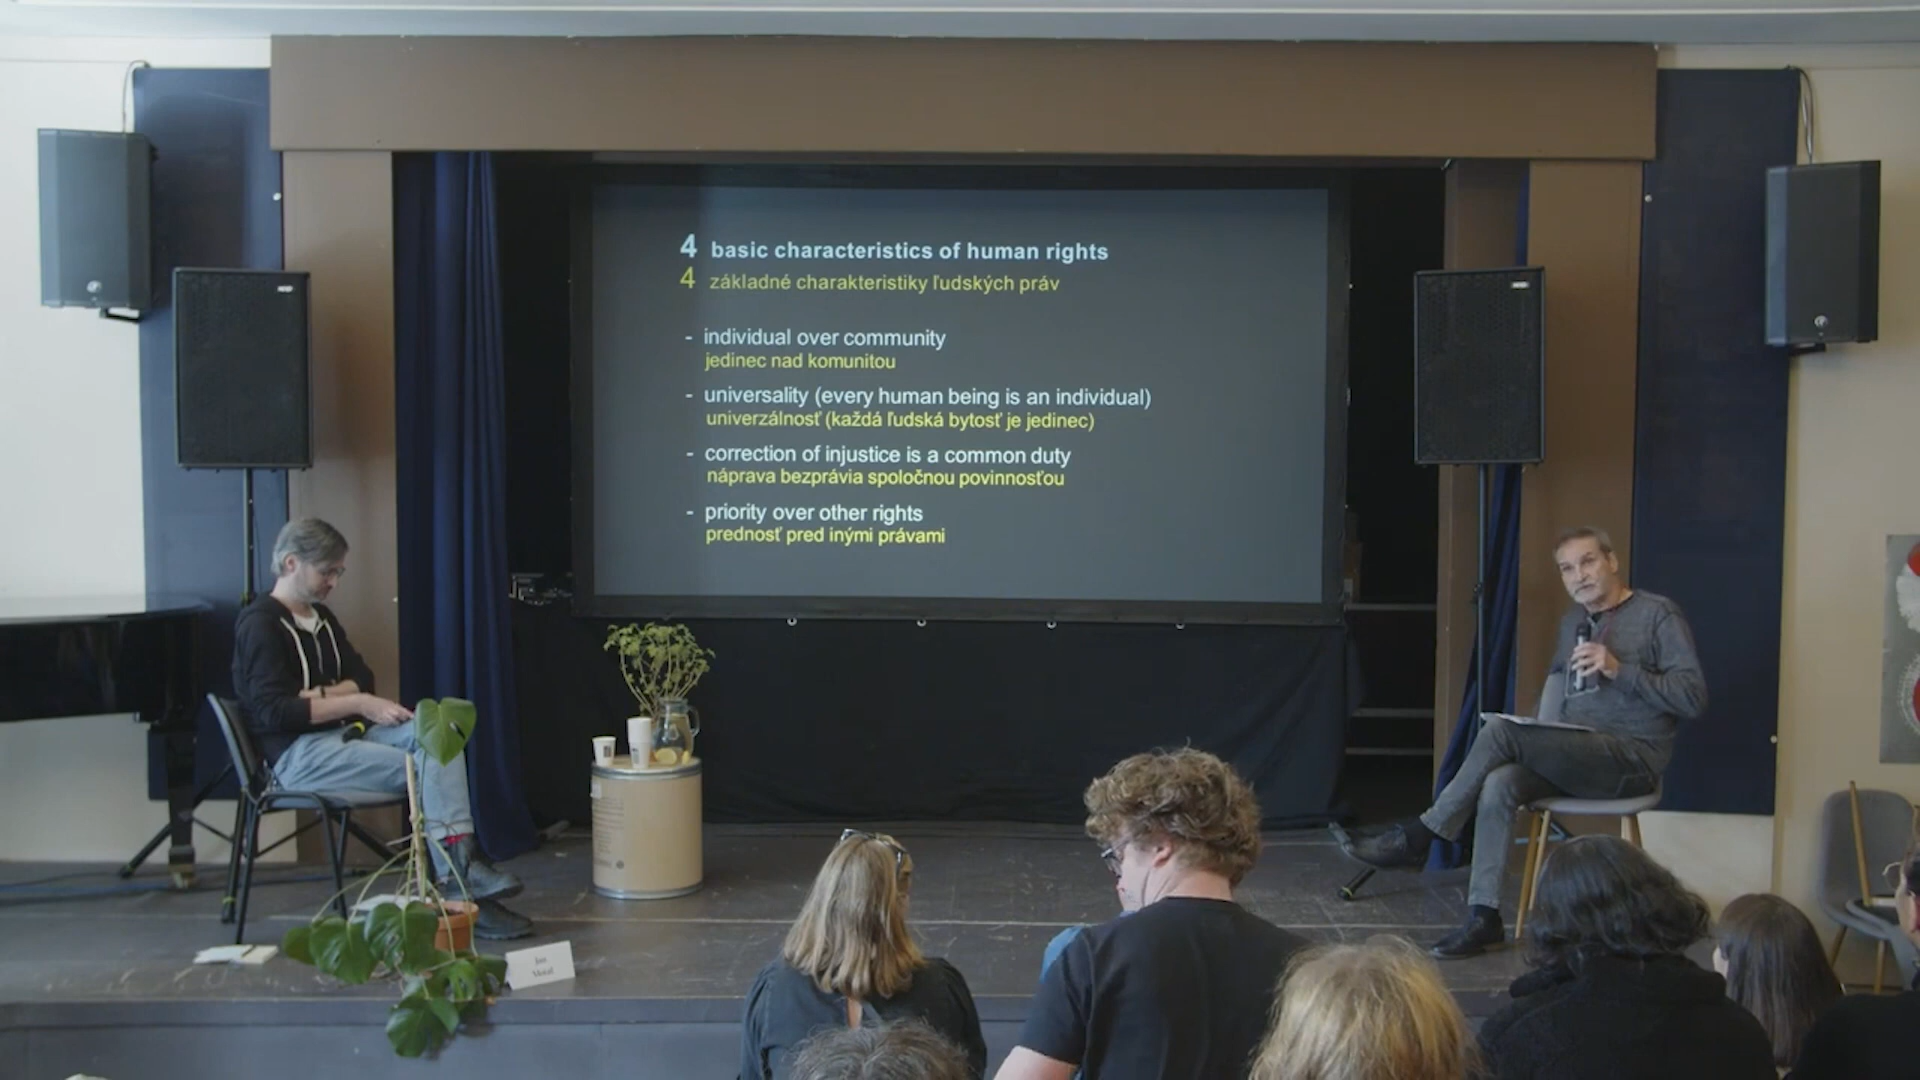 4 basic characteristics of human rights
4 základné charakteristiky ľudských práv
- individual over community
jedinec nad komunitou
- universality (every human being is an individual)
univerzálnosť (každá ľudská bytosť je jedinec)
- correction of injustice is a common duty
náprava bezprávia spoločnou povinnosťou
- priority over other rights
prednosť pred inými právami
Jan